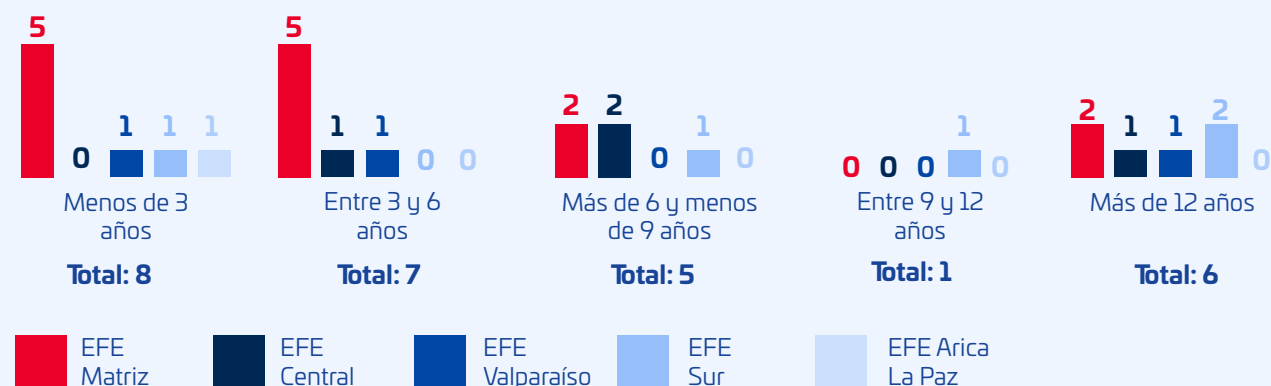 5
0
1
1
1
Menos de 3
años
Total: 8
5
1
1
0
0
Entre 3 y 6
años
Total: 7
2
2
0
1
0
Más de 6 y menos
de 9 años
Total: 5
0
0
0
1
0
Entre 9 y 12
años
Total: 1
2
1
1
2
0
Más de 12 años
Total: 6
EFE
Matriz
EFE
Central
EFE
Valparaíso
EFE
Sur
EFE Arica
La Paz